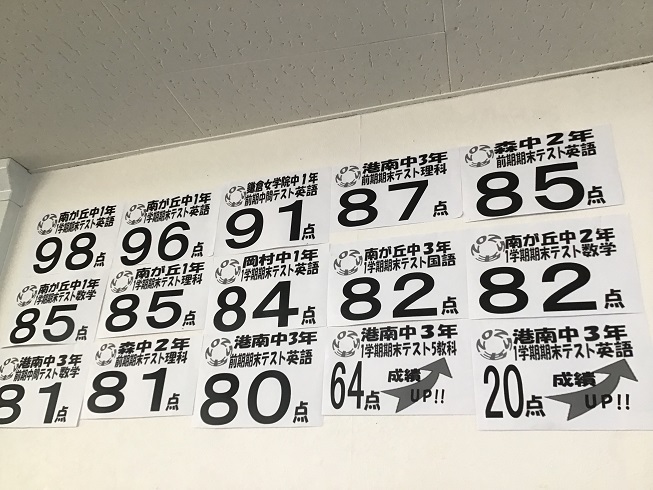 南が丘中1年
1学期期末テスト英語
98点
南が丘中1年
1学期期末テスト英語
96点
鎌倉女学院中1年
前期中間テスト英語
91点
港南中3年
前期期末テスト理科
87点
森中2年
前期期末テスト英語
85点
南が丘中1年
1学期期末テスト数学
85点
南が丘1年
1学期期末テスト理科
85点
岡村中1年
1学期期末テスト英語
84点
南が丘中3年
1学期期末テスト国語
82点
南が丘中2年
1学期期末テスト数学
82点
港南中3年
前期中間テスト数学
81点
森中2年
前期期末テスト理科
81点
港南中3年
前期期末テスト英語
80点
港南中3年
1学期期末テスト5教科
64点
成績
UP!!
港南中3年
1学期期末テスト英語
20点
成績
UP!!